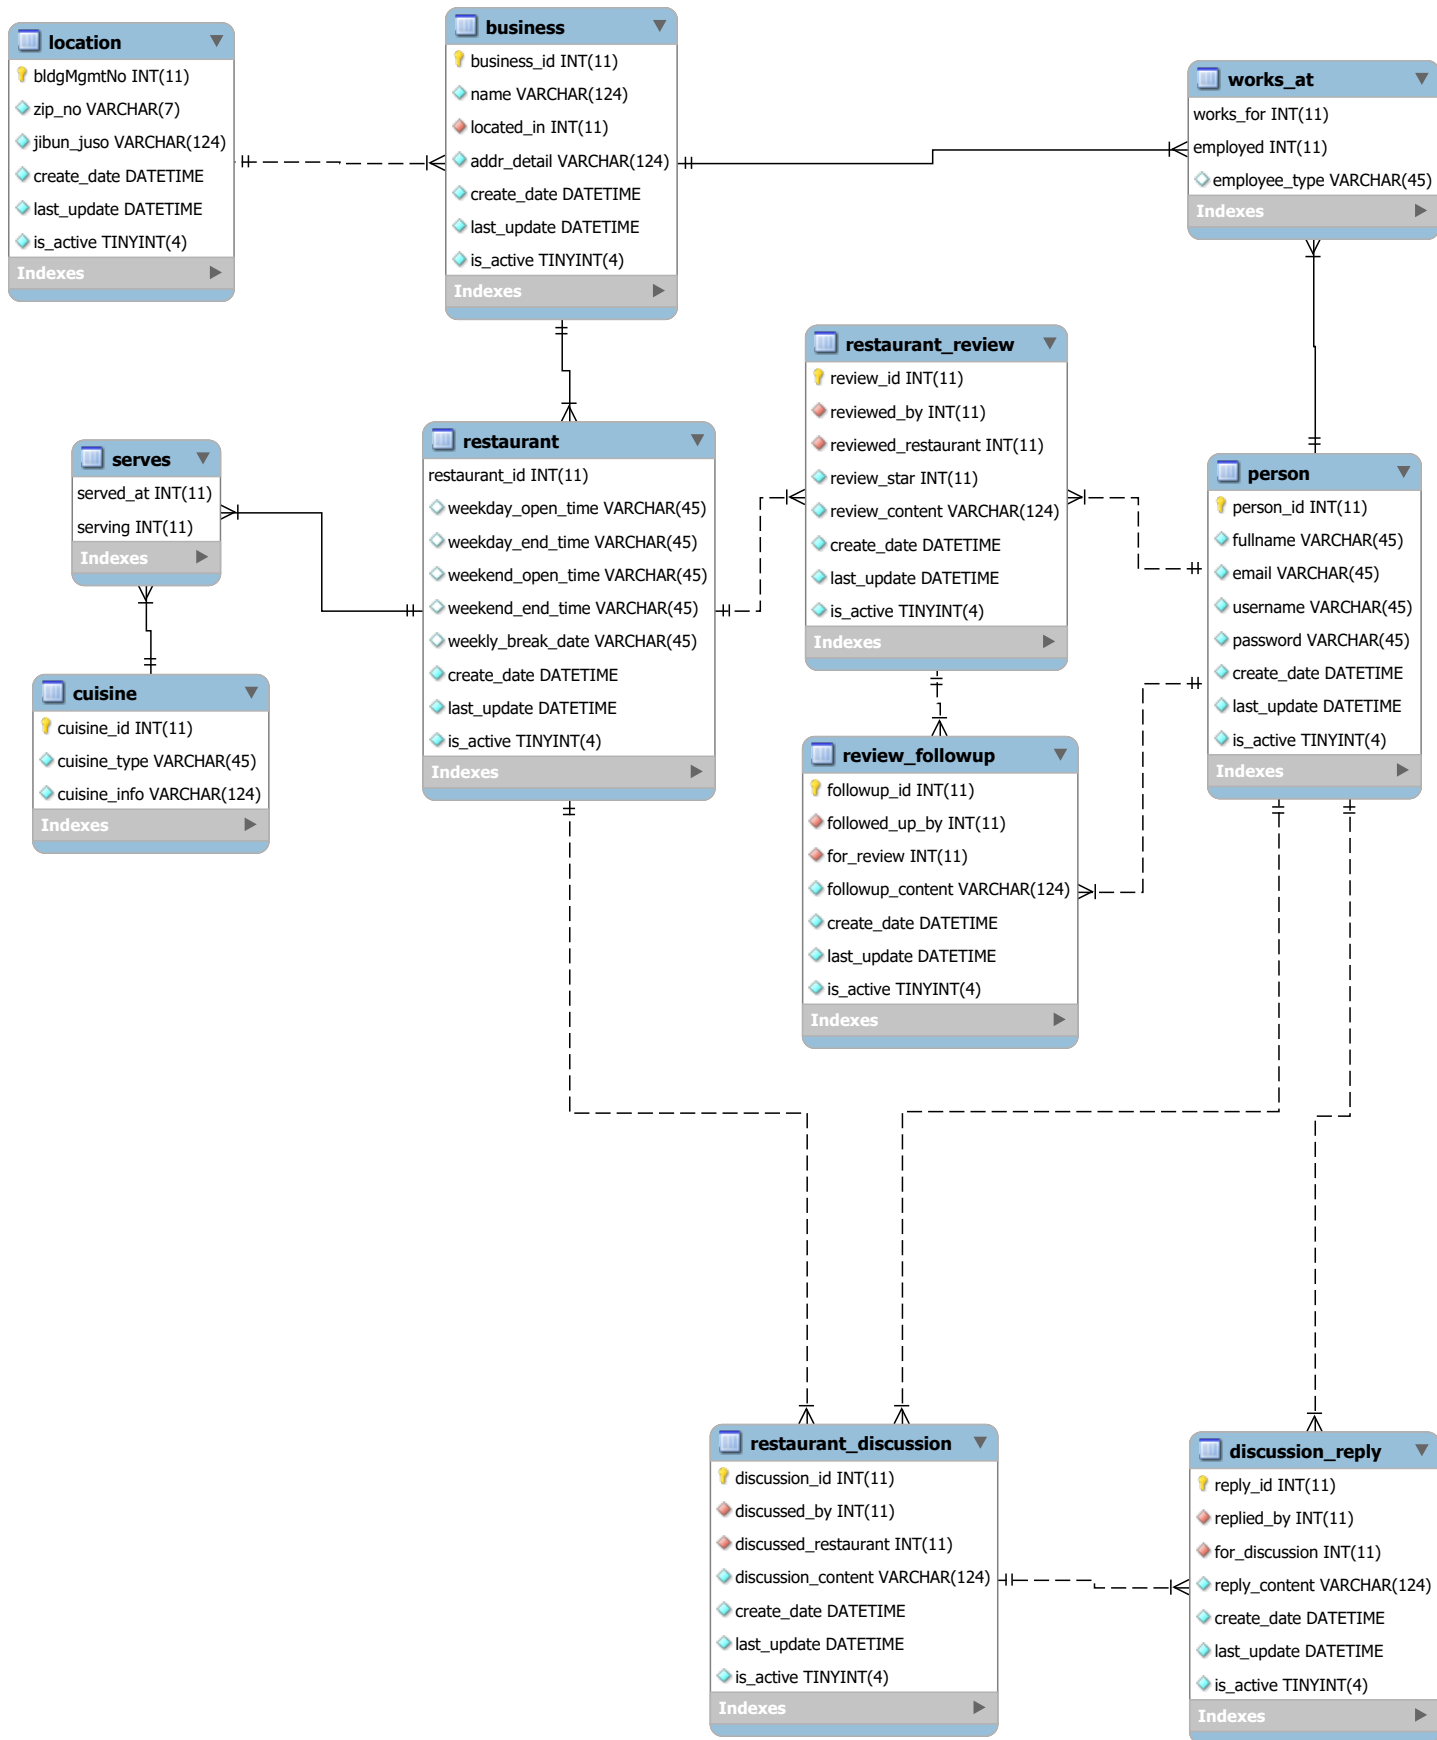 location
bldgMgmtNo INT(11)
zip_no VARCHAR(7)
jibun_juso VARCHAR(124)
create_date DATETIME
last_update DATETIME
is_active TINYINT(4)
Indexes
business
business_id INT(11)
name VARCHAR(124)
located_in INT(11)
addr_detail VARCHAR(124)
create_date DATETIME
last_update DATETIME
is_active TINYINT(4)
Indexes
works_at
works_for INT(11)
employed INT(11)
employee_type VARCHAR(45)
Indexes
serves
served_at INT(11)
serving INT(11)
Indexes
restaurant
restaurant_id INT(11)
weekday_open_time VARCHAR(45)
weekday_end_time VARCHAR(45)
weekend_open_time VARCHAR(45)
weekend_end_time VARCHAR(45)
weekly_break_date VARCHAR(45)
create_date DATETIME
last_update DATETIME
is_active TINYINT(4)
Indexes
restaurant_review
review_id INT(11)
reviewed_by INT(11)
reviewed_restaurant INT(11)
review_star INT(11)
review_content VARCHAR(124)
create_date DATETIME
last_update DATETIME
is_active TINYINT(4)
Indexes
person
person_id INT(11)
fullname VARCHAR(45)
email VARCHAR(45)
username VARCHAR(45)
password VARCHAR(45)
create_date DATETIME
last_update DATETIME
is_active TINYINT(4)
Indexes
cuisine
cuisine_id INT(11)
cuisine_type VARCHAR(45)
cuisine_info VARCHAR(124)
Indexes
review_followup
followup_id INT(11)
followed_up_by INT(11)
for_review INT(11)
followup_content VARCHAR(124)
create_date DATETIME
last_update DATETIME
is_active TINYINT(4)
Indexes
restaurant_discussion
discussion_id INT(11)
discussed_by INT(11)
discussed_restaurant INT(11)
discussion_content VARCHAR(124)
create_date DATETIME
last_update DATETIME
is_active TINYINT(4)
Indexes
discussion_reply
reply_id INT(11)
replied_by INT(11)
for_discussion INT(11)
reply_content VARCHAR(124)
create_date DATETIME
last_update DATETIME
is_active TINYINT(4)
Indexes